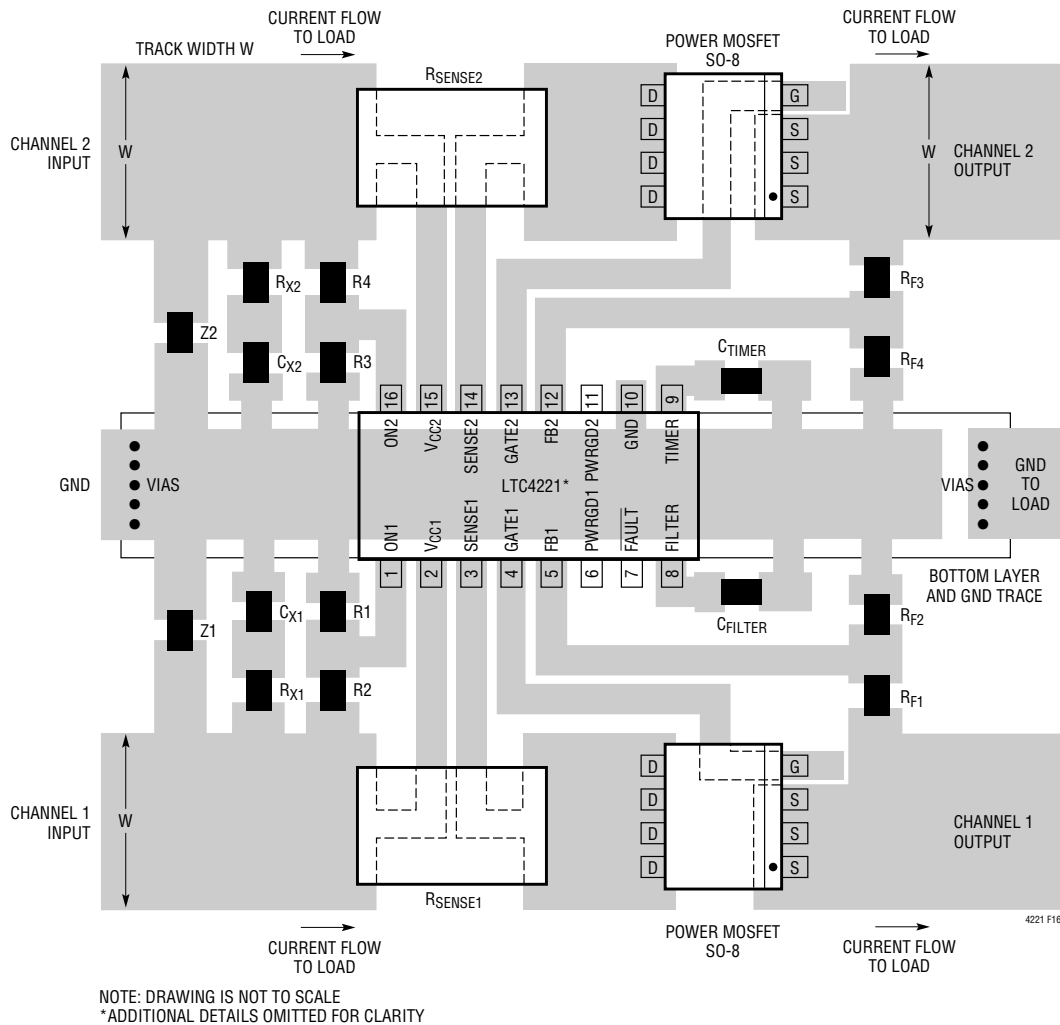 CURRENT FLOW
TO LOAD
TRACK WIDTH W
RSENSE2
POWER MOSFET
SO-8
CURRENT FLOW
TO LOAD
CHANNEL 2
INPUT
W
D
D
D
D
G
S
S
S
W
CHANNEL 2
OUTPUT
RX2
R4
RF3
Z2
CX2
R3
CTIMER
RF4
16
15
14
13
12
11
10
9
ON2
VCC2
SENSE2
GATE2
FB2
PWRGD2
GND
TIMER
GND
VIAS
LTC4221*
VIAS
GND
TO
LOAD
ON1
VCC1
SENSE1
GATE1
FB1
PWRGD1
FAULT
FILTER
1
2
3
4
5
6
7
8
BOTTOM LAYER
AND GND TRACE
Z1
CX1
R1
CFILTER
RF2
RX1
R2
RF1
CHANNEL 1
INPUT
W
D
D
D
D
G
S
S
S
CHANNEL 1
OUTPUT
RSENSE1
4221 F16
CURRENT FLOW
TO LOAD
POWER MOSFET
SO-8
CURRENT FLOW
TO LOAD
NOTE: DRAWING IS NOT TO SCALE
*ADDITIONAL DETAILS OMITTED FOR CLARITY